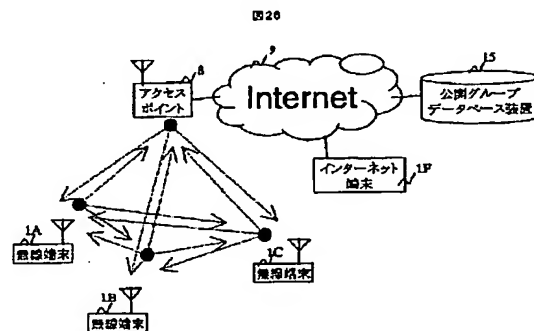 図26
8
9
15
アクセス
ポイント
Internet
公開グループ
データベース装置
インターネット
端末
1F
1A
無線端末
1B
無線端末
1C
無線端末